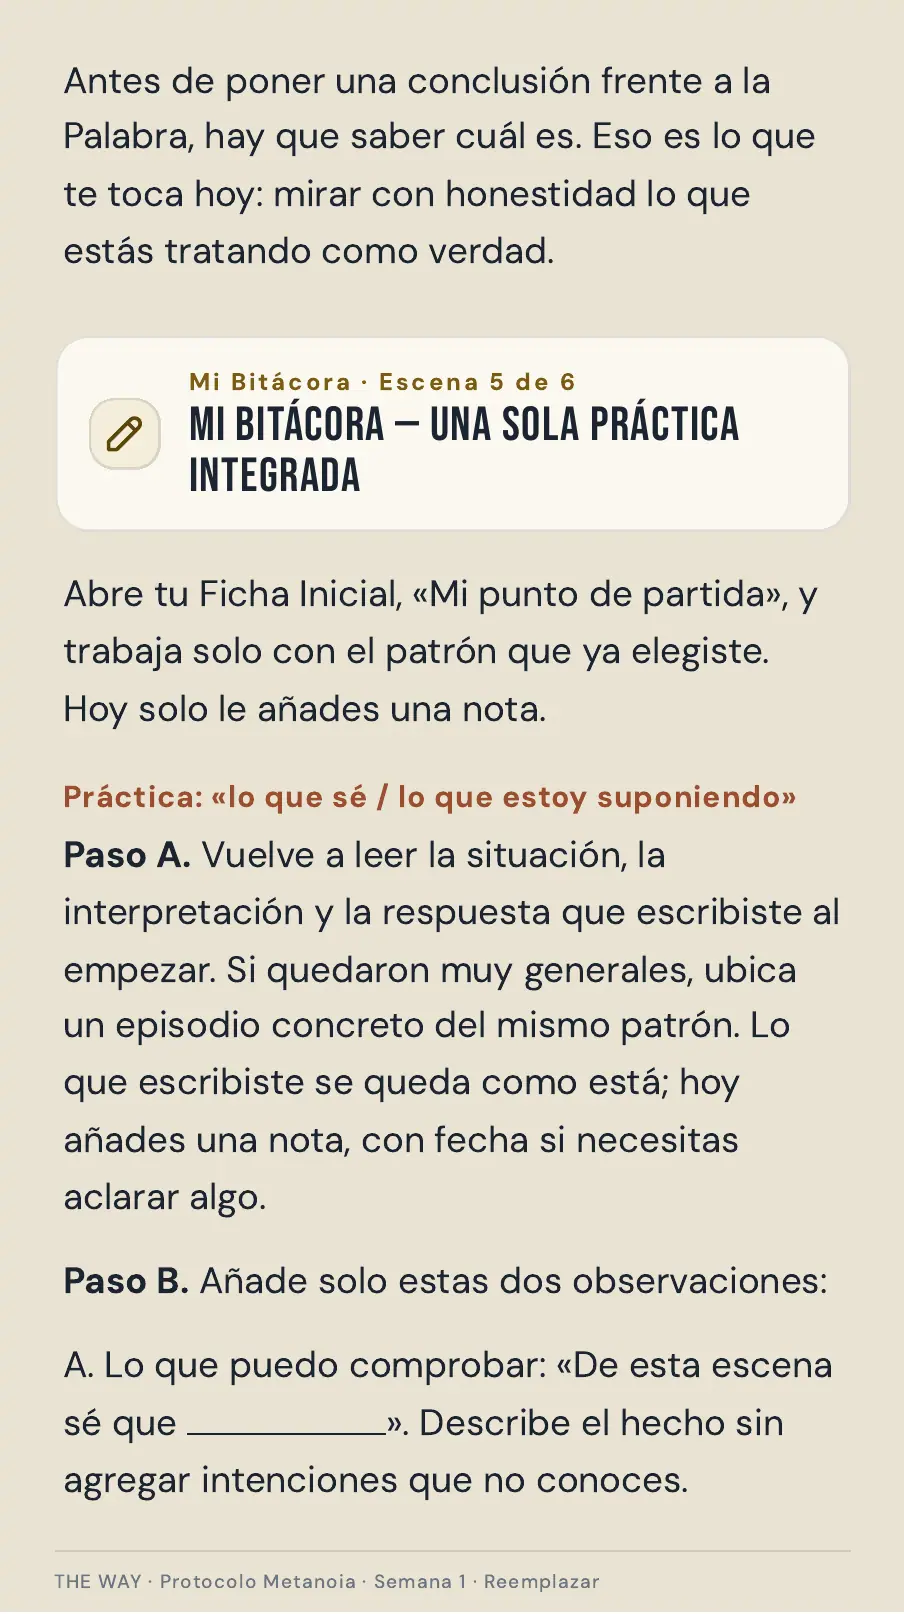 Antes de poner una conclusión frente a la
Palabra, hay que saber cuál es. Eso es lo que
te toca hoy: mirar con honestidad lo que
estás tratando como verdad.
Mi Bitácora · Escena 5 de 6
MI BITÁCORA — UNA SOLA PRÁCTICA
INTEGRADA
Abre tu Ficha Inicial, «Mi punto de partida», y
trabaja solo con el patrón que ya elegiste.
Hoy solo le añades una nota.
Práctica: «lo que sé / lo que estoy suponiendo»
Paso A. Vuelve a leer la situación, la
interpretación y la respuesta que escribiste al
empezar. Si quedaron muy generales, ubica
un episodio concreto del mismo patrón. Lo
que escribiste se queda como está; hoy
añades una nota, con fecha si necesitas
aclarar algo.
Paso B. Añade solo estas dos observaciones:
A. Lo que puedo comprobar: «De esta escena
sé que ___________». Describe el hecho sin
agregar intenciones que no conoces.
THE WAY · Protocolo Metanoia · Semana 1 · Reemplazar